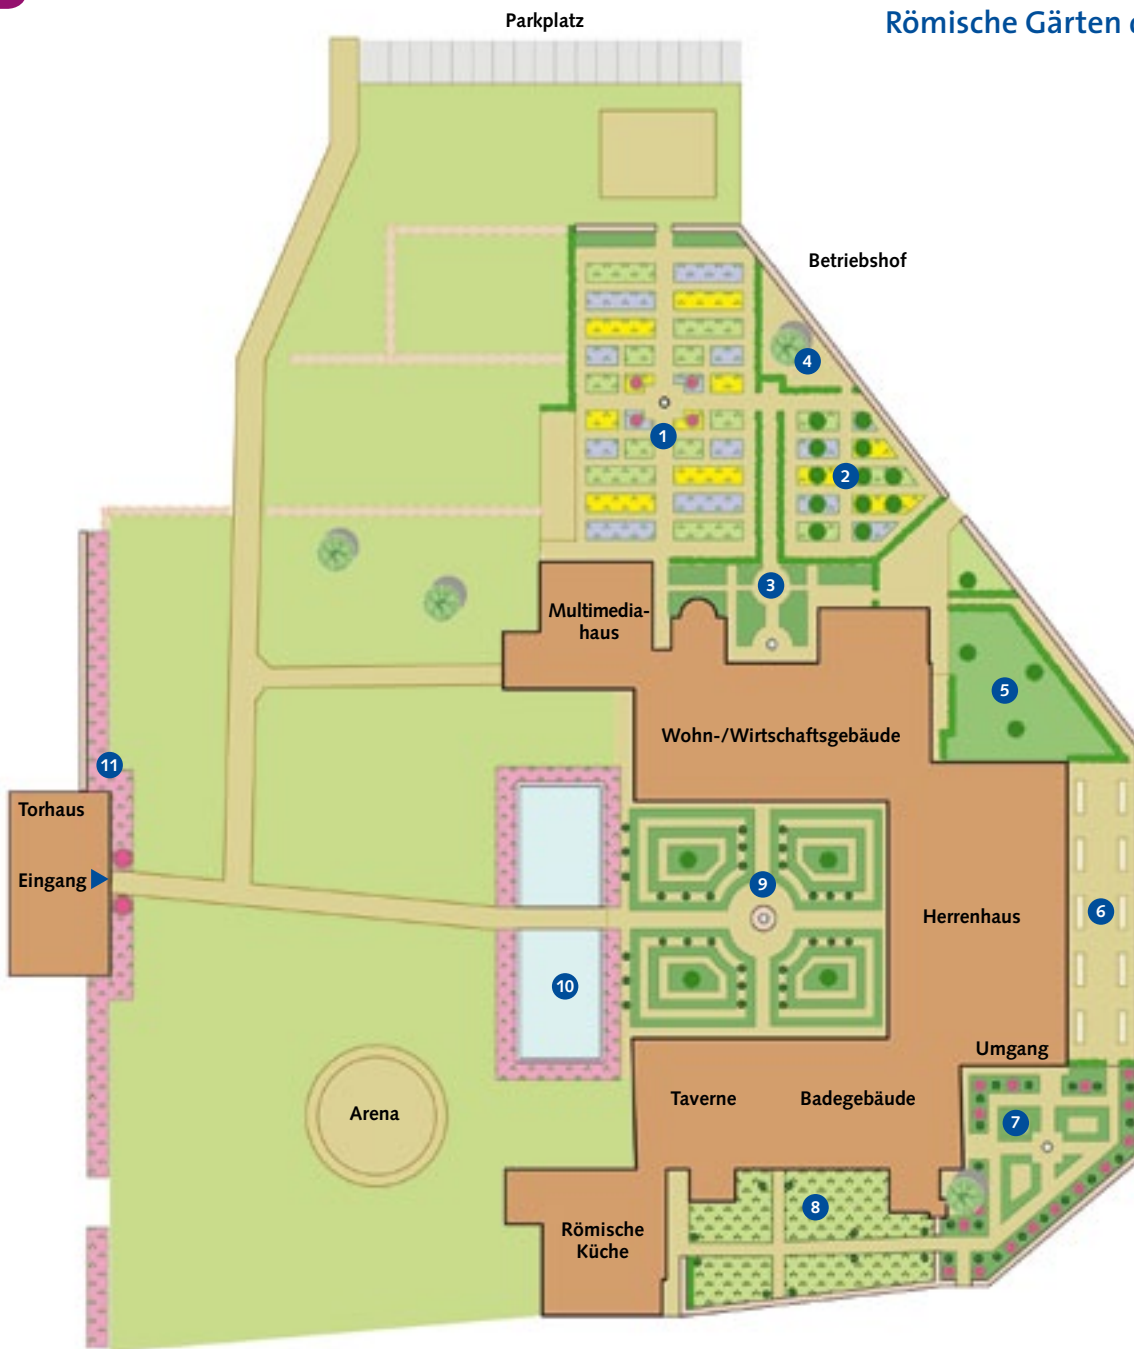 Parkplatz
Römische Gärten
Betriebshof
4
1
2
3
Multimedia-
haus
5
Wohn-/Wirtschaftsgebäude
11
Torhaus
Eingang
9
Herrenhaus
6
10
Umgang
Arena
Taverne
Badegebäude
7
8
Römische
Küche